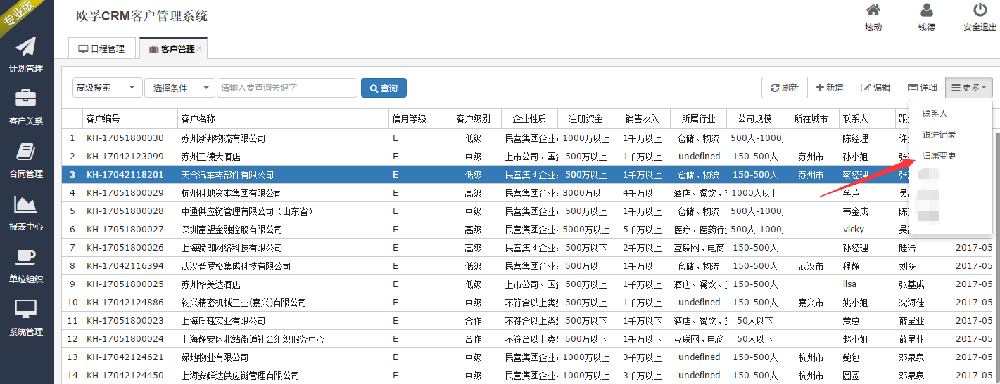 专业版
欧孚CRM客户管理系统
炫动 钱德 安全退出
计划管理
客户关系
合同管理
报表中心
单位组织
系统管理
日程管理 客户管理
高级搜索 选择条件 请输入要查询关键字 查询 刷新 新增 编辑 详细 更多
联系人
跟进记录
归属变更
客户编号 客户名称 信用等级 客户级别 企业性质 注册资金 销售收入 所属行业 公司规模 所在城市 联系人
1 KH-17051800030 苏州新邦物流有限公司 E 低级 民营集团企业 1000万以上 1千万以上 仓储、物流 500人-1000 陈经理
2 KH-17042123099 苏州三德大酒店 E 中级 上市公司、国 500万以上 1千万以上 undefined 150-500人 苏州市 孙小姐
3 KH-17042118201 天合汽车零部件有限公司 E 低级 民营集团企业 500万以上 1千万以上 仓储、物流 150-500人 苏州市 蔡经理
4 KH-17051800029 杭州科地资本集团有限公司 E 高级 民营集团企业 3000万以上 4千万以上 酒店、餐饮、 1000人以上 李萍
5 KH-17051800028 中通供应链管理有限公司（山东省） E 中级 民营集团企业 500万以上 1千万以上 仓储、物流 500人-1000 韦金成
6 KH-17051800027 深圳富望金融控股有限公司 E 高级 民营集团企业 5000万以上 5千万以上 医疗、医药行 500人-1000 vicky
7 KH-17051800026 上海骑即网络科技有限公司 E 高级 民营集团企业 500万以下 2千万以上 互联网、电商 150-500人 孙经理 眭浩 2017-05
8 KH-17042116394 武汉普罗格集成科技有限公司 E 低级 民营集团企业 500万以上 1千万以上 仓储、物流 150-500人 武汉市 程静 刘多 2017-05
9 KH-17051800025 苏州华美达酒店 E 低级 上市公司、国 500万以上 1千万以上 酒店、餐饮、 150-500人 lisa 张基成 2017-05
10 KH-17042124886 钧兴精密机械工业(嘉兴)有限公司 E 中级 不符合以上类 500万以上 1千万以上 undefined 150-500人 嘉兴市 姚小姐 沈海佳 2017-05
11 KH-17051800023 上海质珏实业有限公司 E 合作 不符合以上类 500万以下 1千万以下 酒店、餐饮、 50人以下 贾总 薛呈业 2017-05
12 KH-17051800024 上海静安区北站街道社会组织服务中心 E 合作 不符合以上类 500万以下 1千万以下 互联网、电商 50人以下 赵小姐 薛呈业 2017-05
13 KH-17042124621 绿地物业有限公司 E 中级 民营集团企业 500万以上 3千万以下 undefined 150-500人 杭州市 鲍包 邓泉泉 2017-05
14 KH-17042124450 上海安鲜达供应链管理有限公司 E 中级 民营集团企业 500万以上 3千万以下 undefined 150-500人 杭州市 圆圆 邓泉泉 2017-05